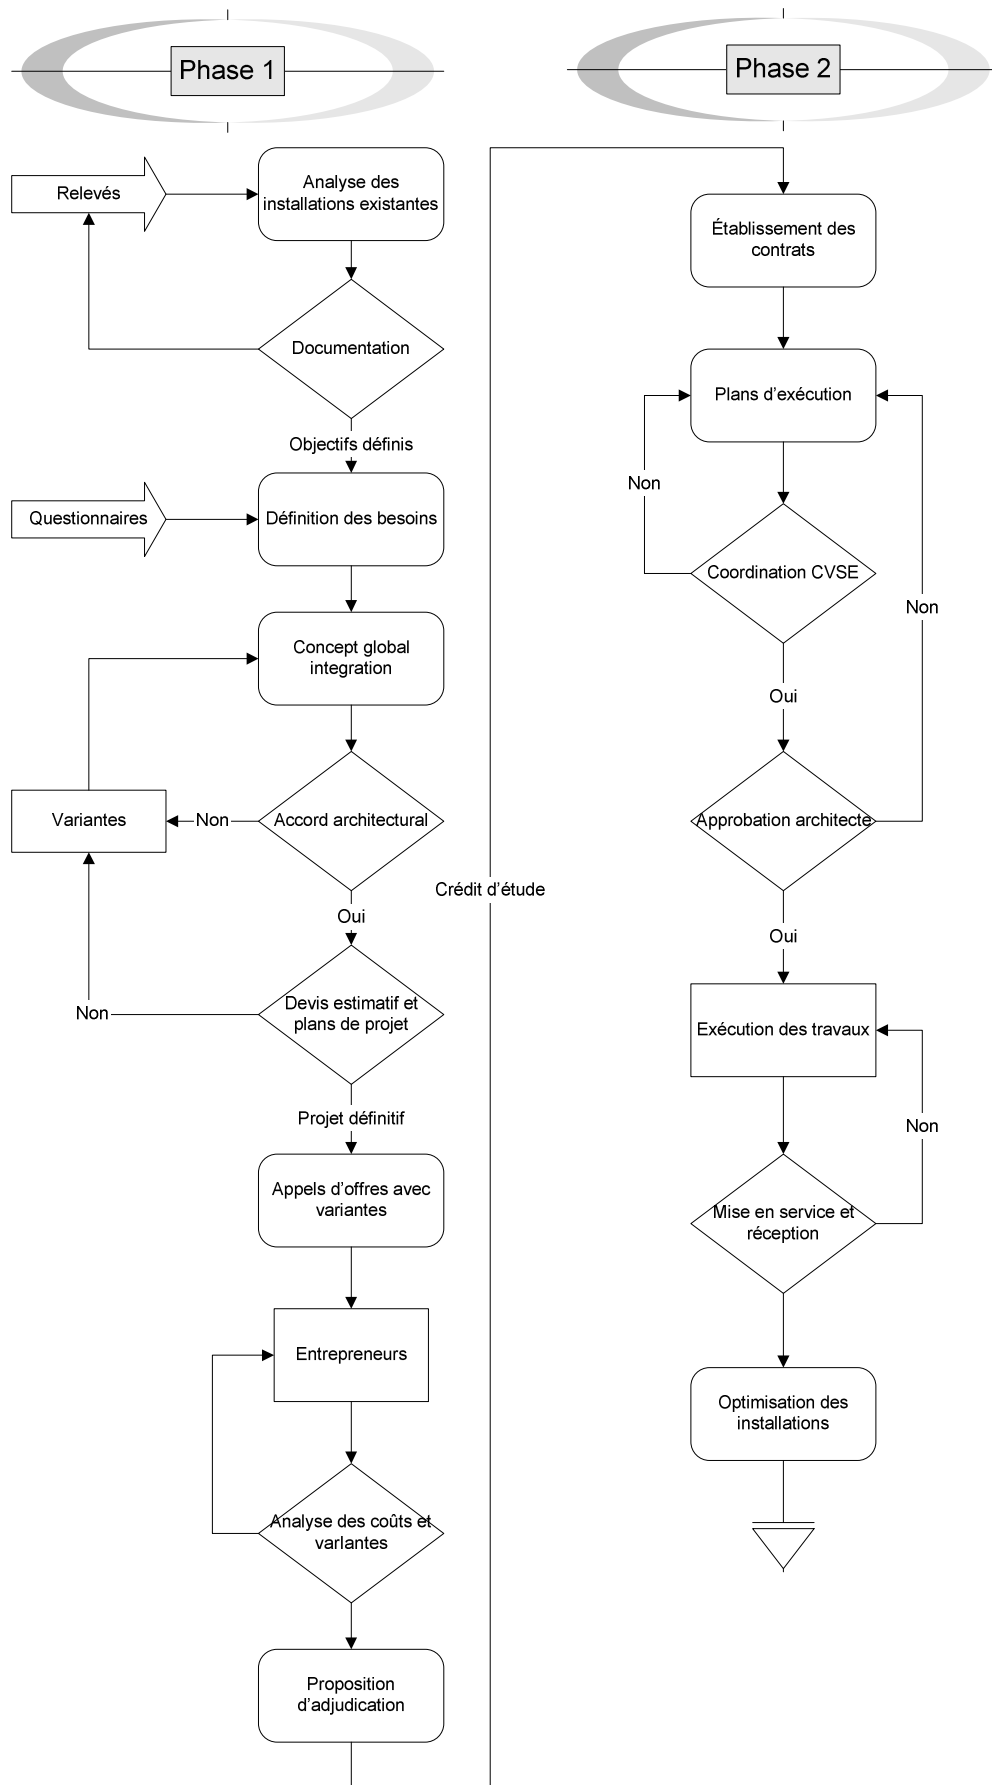 Phase 1
Relevés
Analyse des
installations existantes
Documentation
Objectifs définis
Questionnaires
Définition des besoins
Concept global
integration
Variantes
Non
Accord architectural
Oui
Non
Devis estimatif et
plans de projet
Projet définitif
Appels d'offres avec
variantes
Entrepreneurs
Analyse des coûts et
varlantes
Proposition
d'adjudication
Crédit d'étude
Phase 2
Établissement des
contrats
Plans d'exécution
Non
Coordination CVSE
Non
Oui
Approbation architecte
Oui
Exécution des travaux
Non
Mise en service et
réception
Optimisation des
installations